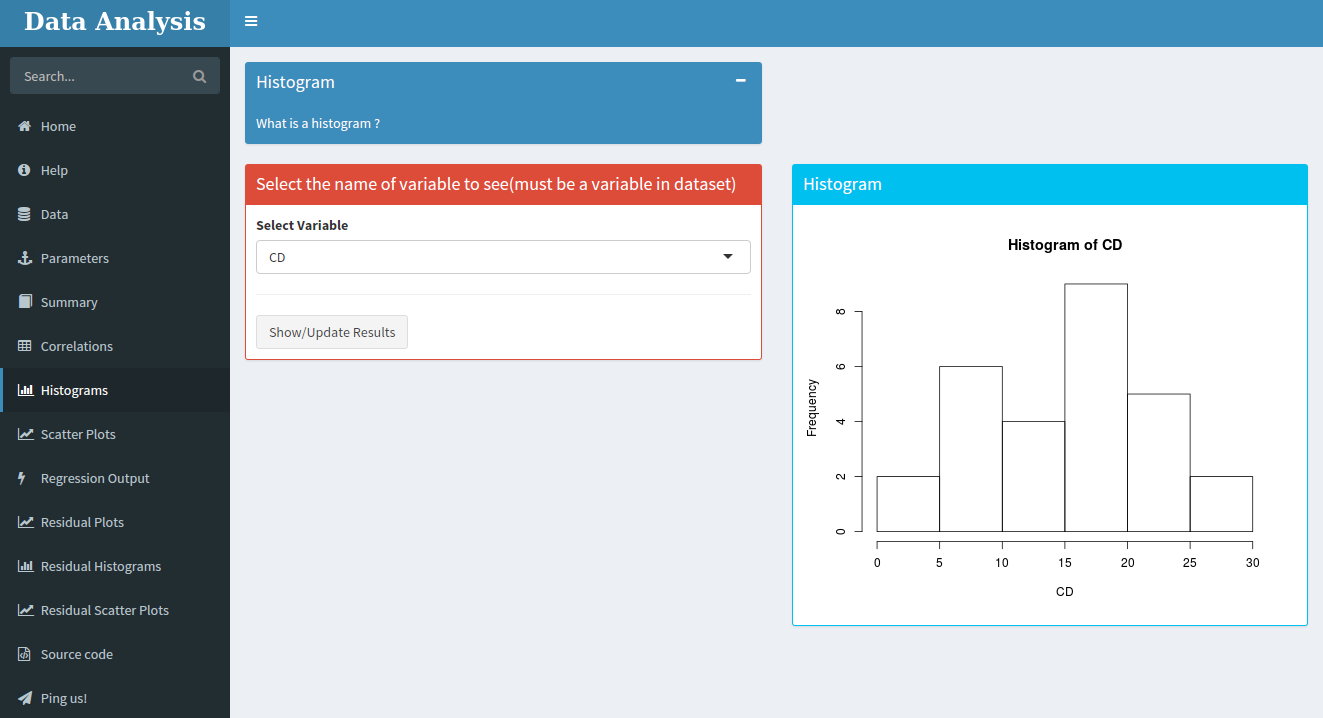 Data Analysis
Search...
Home
Help
Data
Parameters
Summary
Correlations
Histograms
Scatter Plots
Regression Output
Residual Plots
Residual Histograms
Residual Scatter Plots
Source code
Ping us!
Histogram
What is a histogram ?
Select the name of variable to see(must be a variable in dataset)
Select Variable
CD
Show/Update Results
Histogram
Histogram of CD
Frequency
8
6
4
2
0
0 5 10 15 20 25 30
CD